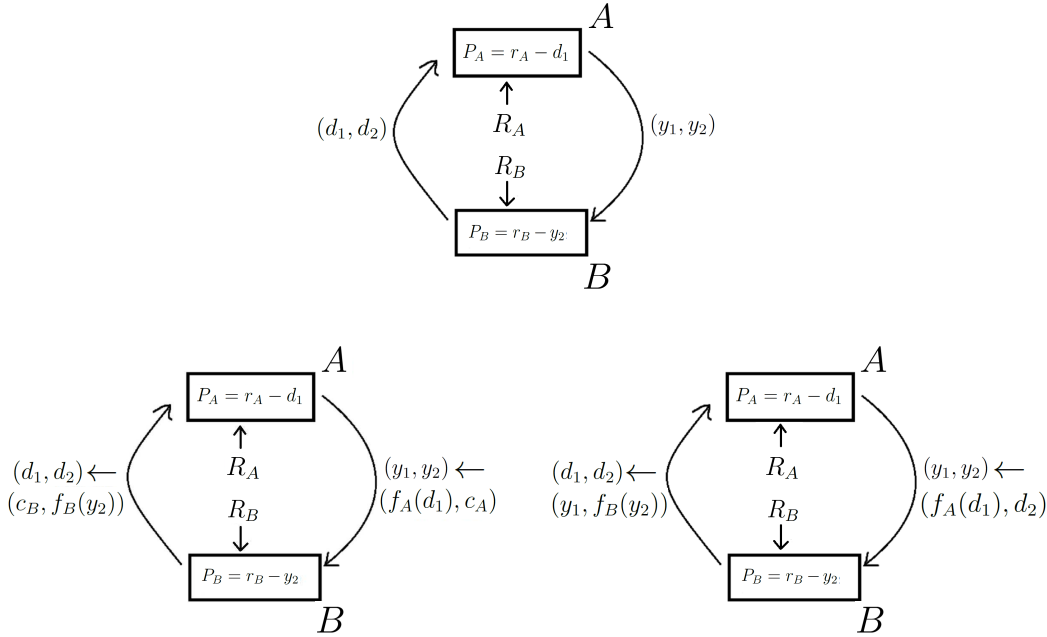 A
P_A = r_A − d_1
(d_1, d_2)
R_A
(y_1, y_2)
R_B
P_B = r_B − y_2
B
A
P_A = r_A − d_1
(d_1, d_2) ←
(c_B, f_B(y_2))
R_A
R_B
(y_1, y_2) ←
(f_A(d_1), c_A)
P_B = r_B − y_2
B
A
P_A = r_A − d_1
(d_1, d_2) ←
(y_1, f_B(y_2))
R_A
R_B
(y_1, y_2) ←
(f_A(d_1), d_2)
P_B = r_B − y_2
B